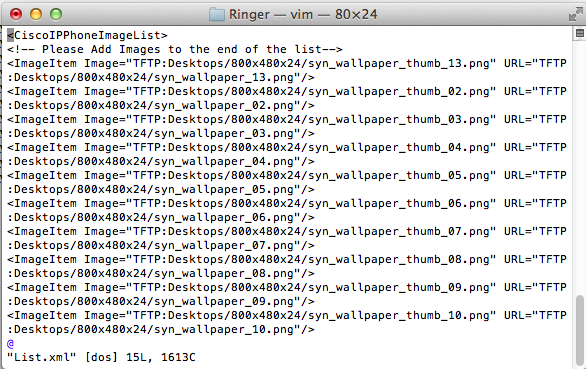 Ringer — vim — 80×24
<CiscoIPPhoneImageList>
<!-- Please Add Images to the end of the list-->
<ImageItem Image="TFTP:Desktops/800x480x24/syn_wallpaper_thumb_13.png" URL="TFTP
:Desktops/800x480x24/syn_wallpaper_13.png"/>
<ImageItem Image="TFTP:Desktops/800x480x24/syn_wallpaper_thumb_02.png" URL="TFTP
:Desktops/800x480x24/syn_wallpaper_02.png"/>
<ImageItem Image="TFTP:Desktops/800x480x24/syn_wallpaper_thumb_03.png" URL="TFTP
:Desktops/800x480x24/syn_wallpaper_03.png"/>
<ImageItem Image="TFTP:Desktops/800x480x24/syn_wallpaper_thumb_04.png" URL="TFTP
:Desktops/800x480x24/syn_wallpaper_04.png"/>
<ImageItem Image="TFTP:Desktops/800x480x24/syn_wallpaper_thumb_05.png" URL="TFTP
:Desktops/800x480x24/syn_wallpaper_05.png"/>
<ImageItem Image="TFTP:Desktops/800x480x24/syn_wallpaper_thumb_06.png" URL="TFTP
:Desktops/800x480x24/syn_wallpaper_06.png"/>
<ImageItem Image="TFTP:Desktops/800x480x24/syn_wallpaper_thumb_07.png" URL="TFTP
:Desktops/800x480x24/syn_wallpaper_07.png"/>
<ImageItem Image="TFTP:Desktops/800x480x24/syn_wallpaper_thumb_08.png" URL="TFTP
:Desktops/800x480x24/syn_wallpaper_08.png"/>
<ImageItem Image="TFTP:Desktops/800x480x24/syn_wallpaper_thumb_09.png" URL="TFTP
:Desktops/800x480x24/syn_wallpaper_09.png"/>
<ImageItem Image="TFTP:Desktops/800x480x24/syn_wallpaper_thumb_10.png" URL="TFTP
:Desktops/800x480x24/syn_wallpaper_10.png"/>
@
"List.xml" [dos] 15L, 1613C